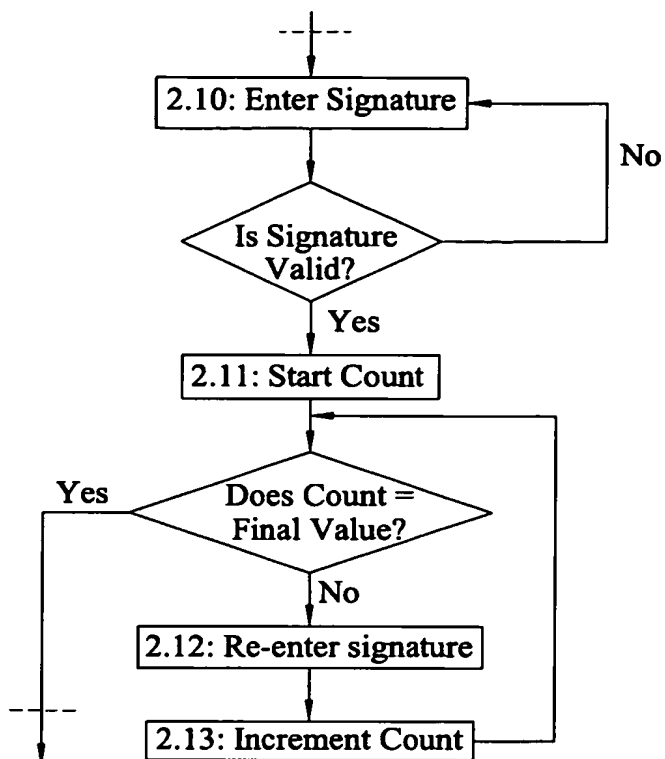 2.10: Enter Signature
No
Is Signature
Valid?
Yes
2.11: Start Count
Yes
Does Count =
Final Value?
No
2.12: Re-enter signature
2.13: Increment Count